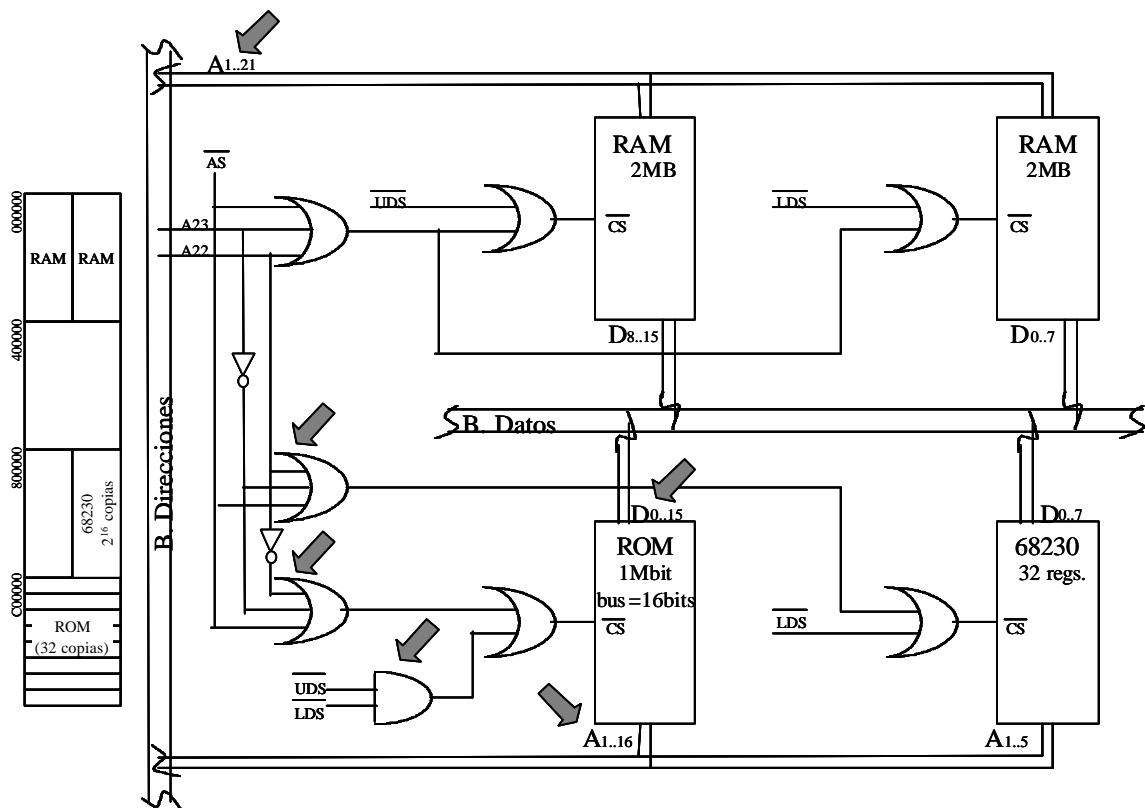 A1..21
AS
A23
A22
UDS
RAM
2MB
CS
D8..15
LDS
RAM
2MB
CS
D0..7
B. Direcciones
B. Datos
000000
RAM
RAM
400000
800000
68230
2^16 copias
C00000
ROM
(32 copias)
D0..15
ROM
1Mbit
bus=16bits
CS
A1..16
UDS
LDS
D0..7
68230
32 regs.
LDS
CS
A1..5